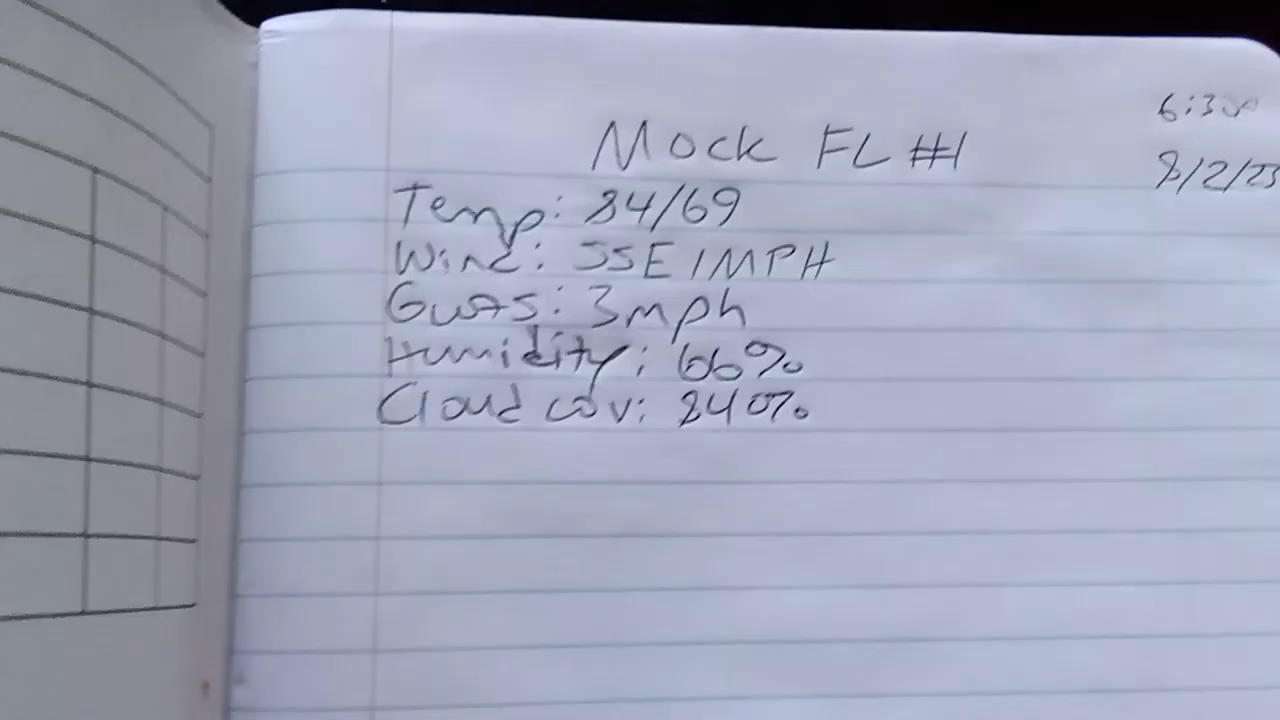 6:30
Mock FL #1
8/2/23
Temp: 84/69
Wind: SSE 1MPH
Gusts: 3mph
Humidity: 66%
Cloud cov: 84%